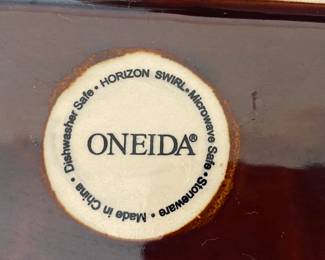 HORIZON SWIRL • Microwave Safe • Stoneware • Made in China • Dishwasher Safe •
ONEIDA®